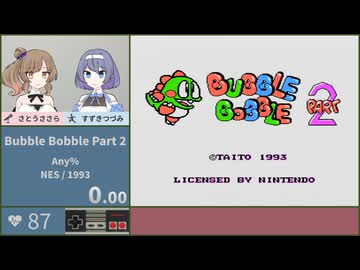 さとうささら
すずきつづみ
Bubble Bobble Part 2
Any%
NES / 1993
0.00
87
BUBBLE
BOBBLE
PART
2
©TAITO 1993
LICENSED BY NINTENDO